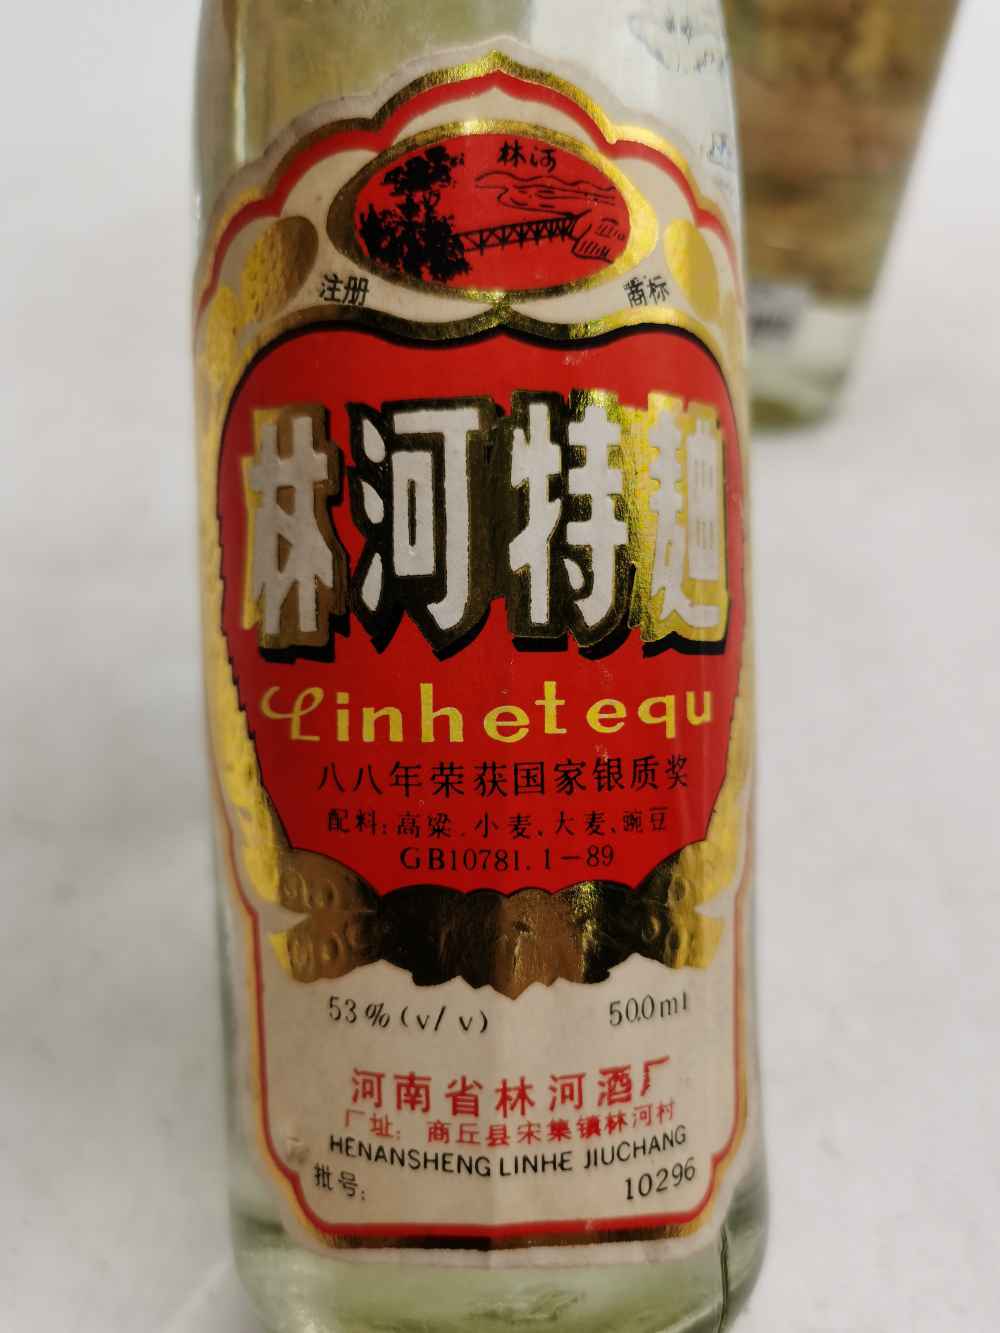 林河
注册 商标
林河特麯
Linhetequ
八八年荣获国家银质奖
配料:高粱.小麦、大麦、豌豆
GB10781.1-89
53%(v/v) 500ml
河南省林河酒厂
厂址: 商丘县宋集镇林河村
HENANSHENG LINHE JIUCHANG
批号: 10296